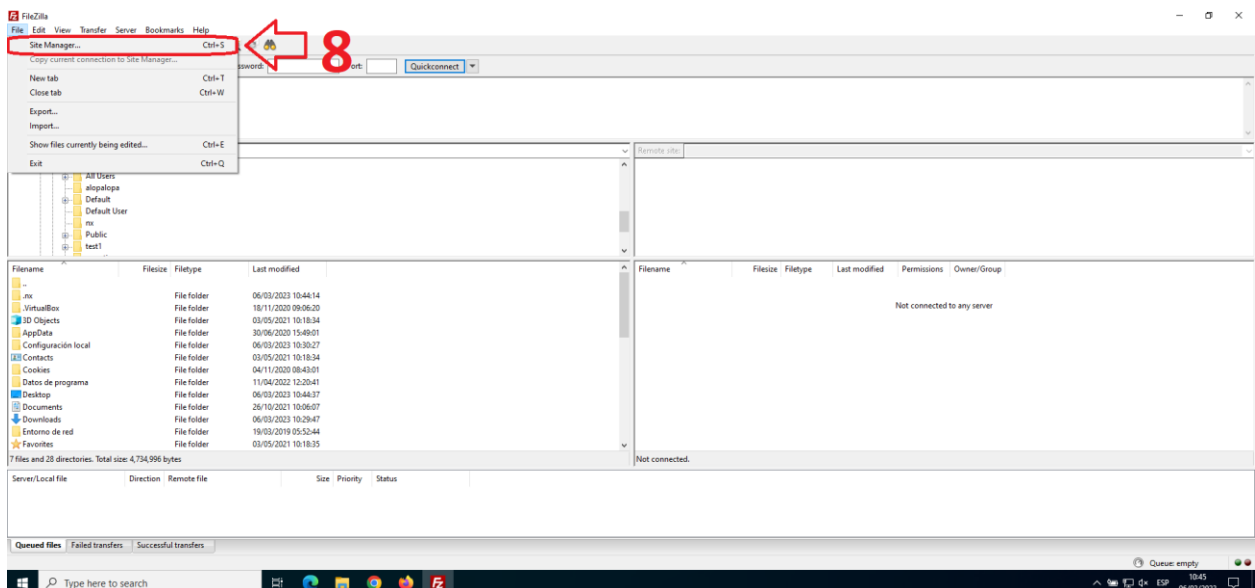 FileZilla
File Edit View Transfer Server Bookmarks Help
Site Manager... Ctrl+S
8
Copy current connection to Site Manager...
Quickconnect
New tab Ctrl+T
Close tab Ctrl+W
Export...
Import...
Show files currently being edited... Ctrl+E
Exit Ctrl+Q
Remote site:
All Users
alopalopa
Default
Default User
nx
Public
test1
Filename Filesize Filetype Last modified
..
.nx File folder 06/03/2023 10:44:14
.VirtualBox File folder 18/11/2020 09:06:20
3D Objects File folder 03/05/2021 10:18:34
AppData File folder 30/06/2020 15:49:01
Configuración local File folder 06/03/2023 10:30:27
Contacts File folder 03/05/2021 10:18:34
Cookies File folder 04/11/2020 08:43:01
Datos de programa File folder 11/04/2022 12:20:41
Desktop File folder 06/03/2023 10:44:37
Documents File folder 26/10/2021 10:06:07
Downloads File folder 06/03/2023 10:29:47
Entorno de red File folder 19/03/2019 05:52:44
Favorites File folder 03/05/2021 10:18:35
7 files and 28 directories. Total size: 4,734,996 bytes
Filename Filesize Filetype Last modified Permissions Owner/Group
Not connected to any server
Not connected.
Server/Local file Direction Remote file Size Priority Status
Queued files Failed transfers Successful transfers
Queue: empty
Type here to search
ESP
10:45